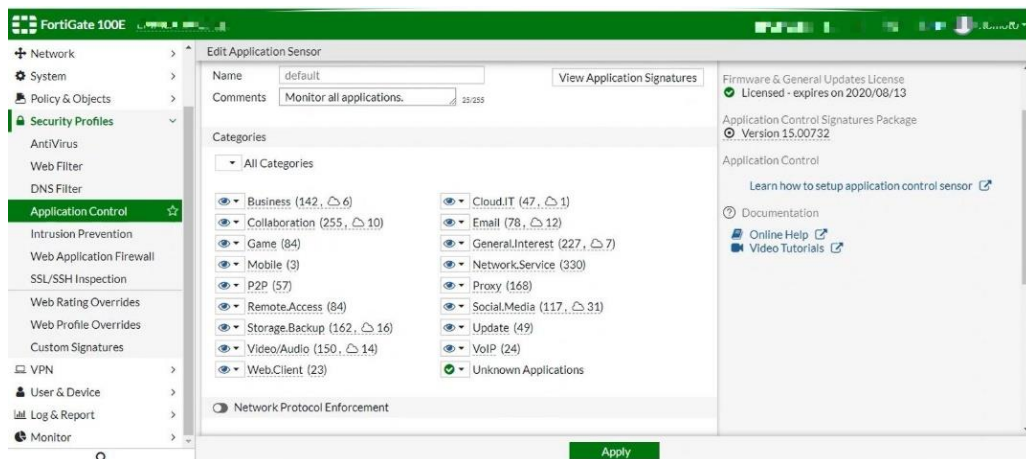 FortiGate 100E
Network
System
Policy & Objects
Security Profiles
AntiVirus
Web Filter
DNS Filter
Application Control
Intrusion Prevention
Web Application Firewall
SSL/SSH Inspection
Web Rating Overrides
Web Profile Overrides
Custom Signatures
VPN
User & Device
Log & Report
Monitor
Edit Application Sensor
Name default View Application Signatures
Comments Monitor all applications. 25/255
Categories
All Categories
Business (142, 6) Cloud.IT (47, 1)
Collaboration (255, 10) Email (78, 12)
Game (84) General.Interest (227, 7)
Mobile (3) Network.Service (330)
P2P (57) Proxy (168)
Remote.Access (84) Social.Media (117, 31)
Storage.Backup (162, 16) Update (49)
Video/Audio (150, 14) VoIP (24)
Web.Client (23) Unknown Applications
Network Protocol Enforcement
Apply
Firmware & General Updates License
Licensed - expires on 2020/08/13
Application Control Signatures Package
Version 15.00732
Application Control
Learn how to setup application control sensor
Documentation
Online Help
Video Tutorials